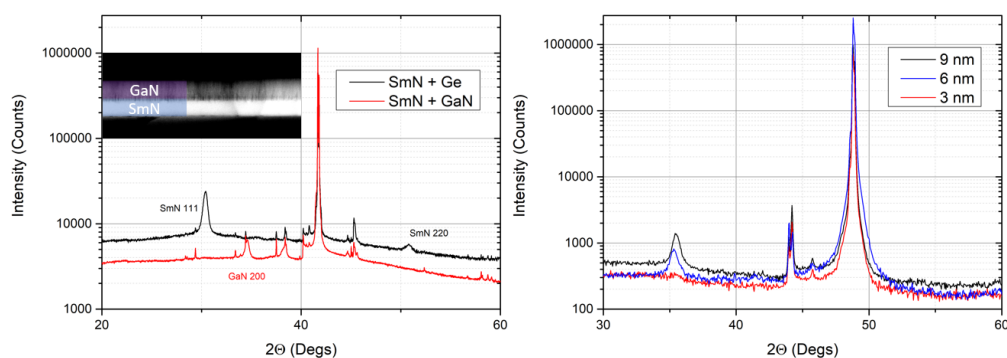 Intensity (Counts)
1000000
100000
10000
1000
20
40
60
2Θ (Degs)
GaN
SmN
SmN + Ge
SmN + GaN
SmN 111
SmN 220
GaN 200
Intensity (Counts)
1000000
100000
10000
1000
100
30
40
50
60
2Θ (Degs)
9 nm
6 nm
3 nm